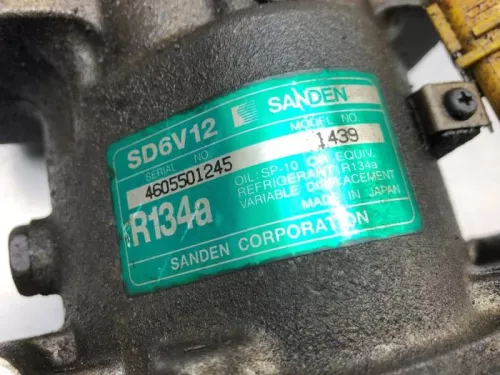 SD6V12 SANDEN
SERIAL NO. MODEL NO.
4605501245 1439
OIL: SP-10 OR EQUIV.
REFRIGERANT: R134a
VARIABLE DISPLACEMENT
MADE IN JAPAN
R134a
SANDEN CORPORATION